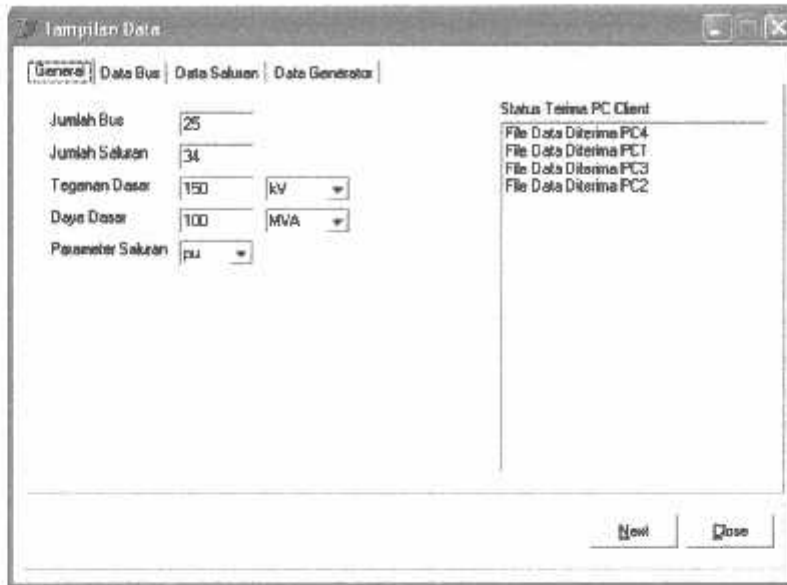 Tampilan Data
General Data Bus Data Saluran Data Generator
Jumlah Bus 25
Jumlah Saluran 34
Tegangan Dasar 150 kV
Daya Dasar 100 MVA
Parameter Saluran pu
Status Terima PC Client
File Data Diterima PC4
File Data Diterima PC1
File Data Diterima PC3
File Data Diterima PC2
Next Close